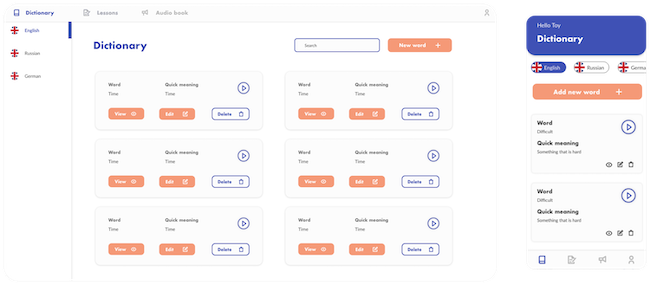 Dictionary Lessons Audio book
English
Russian
German
Dictionary
Search
New word +
Word Quick meaning
Time Time
View Edit Delete
Word Quick meaning
Time Time
View Edit Delete
Word Quick meaning
Time Time
View Edit Delete
Word Quick meaning
Time Time
View Edit Delete
Word Quick meaning
Time Time
View Edit Delete
Word Quick meaning
Time Time
View Edit Delete
Hello Toy
Dictionary
English Russian Germa
Add new word +
Word
Difficult
Quick meaning
Something that is hard
Word
Difficult
Quick meaning
Something that is hard